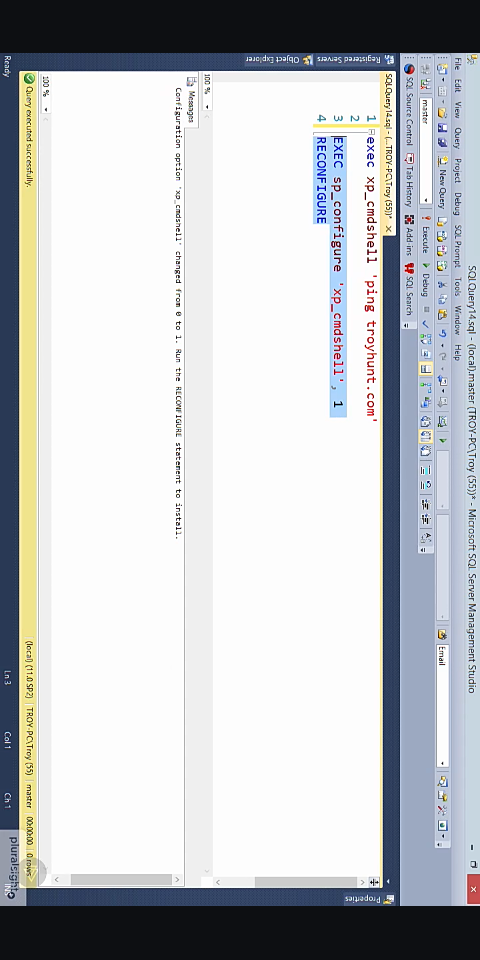 SQLQuery14.sql - (local).master (TROY-PC\Troy (55))* - Microsoft SQL Server Management Studio
File Edit View Query Project Debug SQL Prompt Tools Window Help
New Query
Email
master
Execute
Debug
SQL Source Control
Tab History
Add-ins
SQL Search
Registered Servers
Object Explorer
Properties
SQLQuery14.sql - (...TROY-PC\Troy (55))*
1 exec xp_cmdshell 'ping troyhunt.com'
2
3 EXEC sp_configure 'xp_cmdshell', 1
4 RECONFIGURE
100 %
Messages
Configuration option 'xp_cmdshell' changed from 0 to 1. Run the RECONFIGURE statement to install.
100 %
Query executed successfully.
(local) (11.0 SP2)
TROY-PC\Troy (55)
master
00:00:00
0 rows
Ready
Ln 3
Col 1
Ch 1
INS
pluralsight